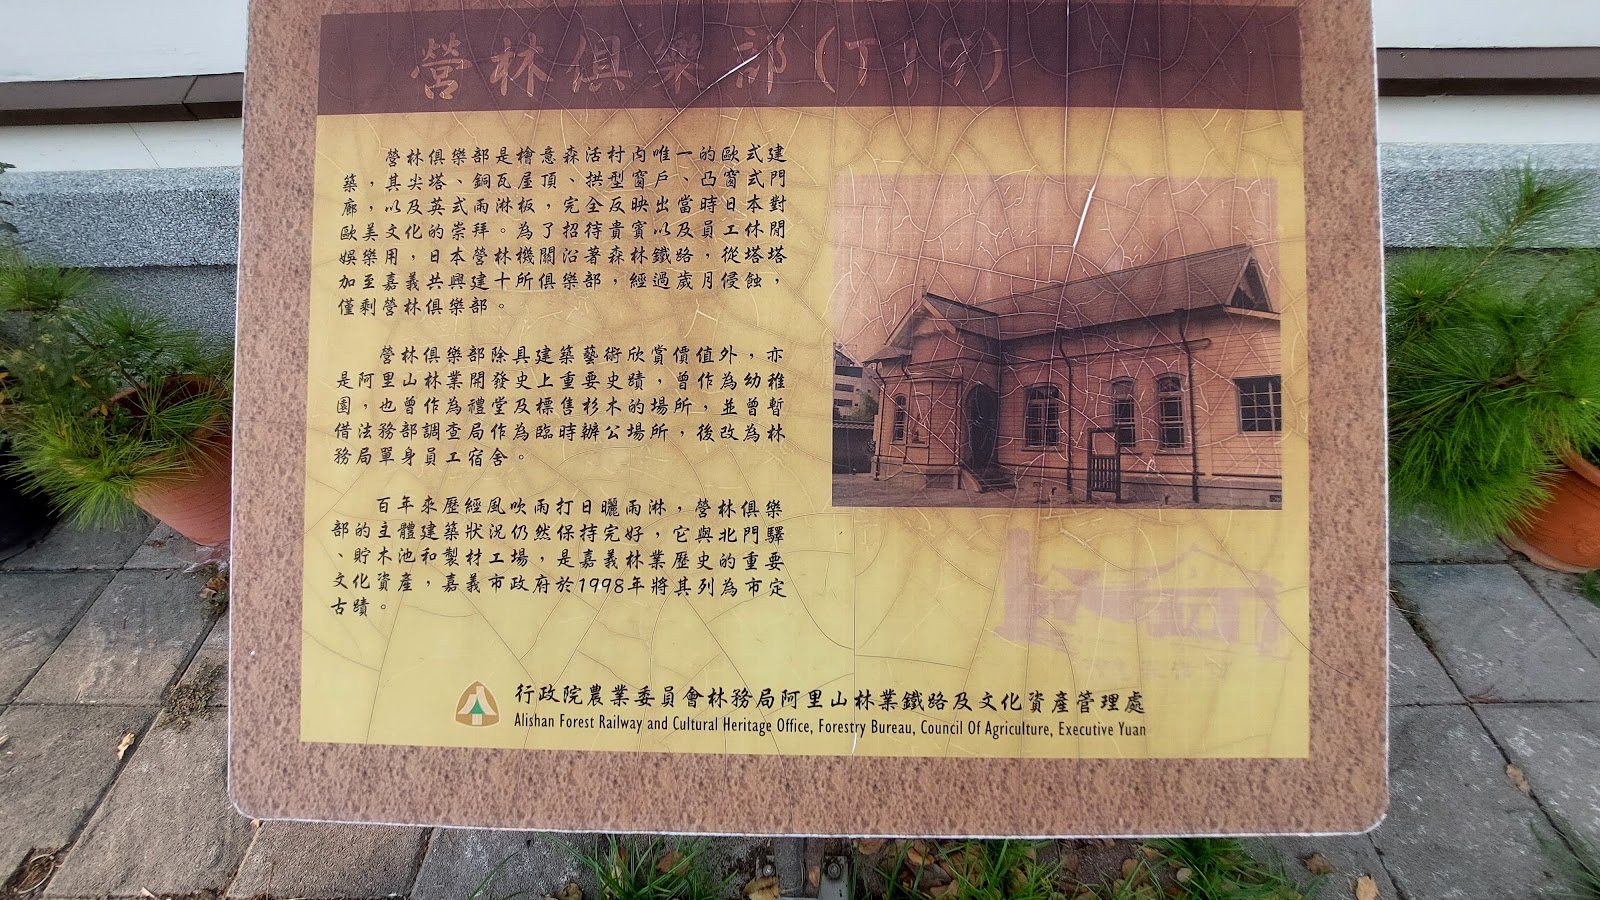 營林俱樂部(T19)
營林俱樂部是檜意森活村內唯一的歐式建
築，其尖塔、銅瓦屋頂、拱型窗戶、凸窗式門
廊，以及英式雨淋板，完全反映出當時日本對
歐美文化的崇拜。為了招待貴賓以及員工休閒
娛樂用，日本營林機關沿著森林鐵路，從塔塔
加至嘉義共興建十所俱樂部，經過歲月侵蝕，
僅剩營林俱樂部。
營林俱樂部除具建築藝術欣賞價值外，亦
是阿里山林業開發史上重要史蹟，曾作為幼稚
園，也曾作為禮堂及標售杉木的場所，並曾暫
借法務部調查局作為臨時辦公場所，後改為林
務局單身員工宿舍。
百年來歷經風吹雨打日曬雨淋，營林俱樂
部的主體建築狀況仍然保持完好，它與北門驛
、貯木池和製材工場，是嘉義林業歷史的重要
文化資產，嘉義市政府於1998年將其列為市定
古蹟。
行政院農業委員會林務局阿里山林業鐵路及文化資產管理處
Alishan Forest Railway and Cultural Heritage Office, Forestry Bureau, Council Of Agriculture, Executive Yuan